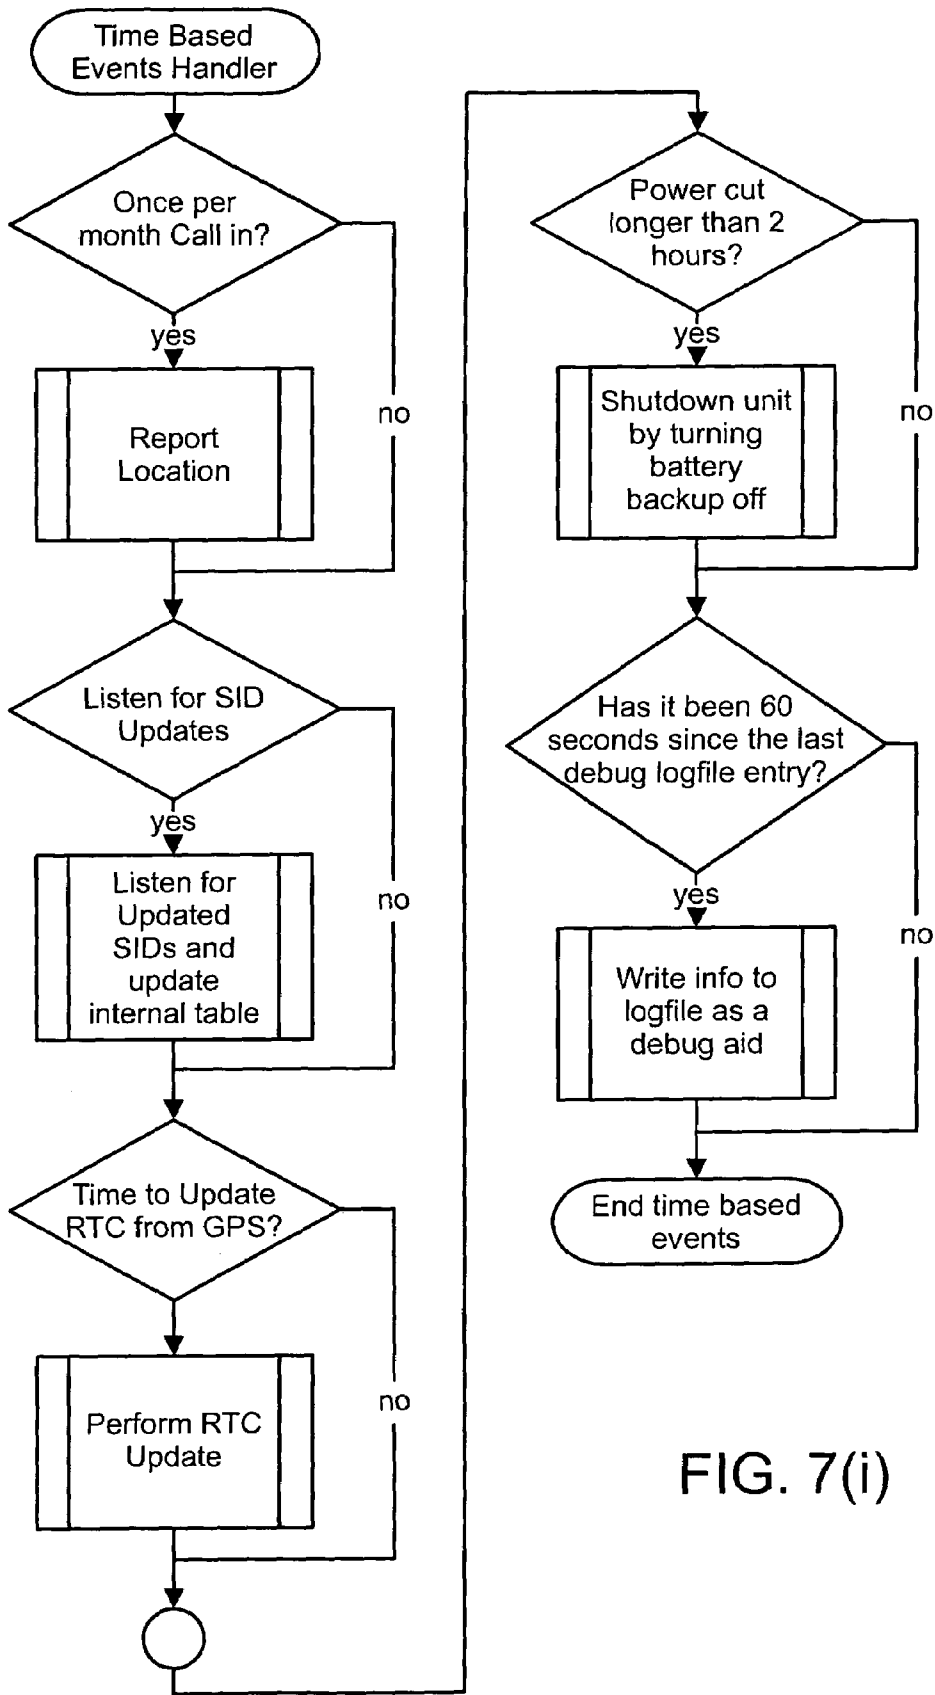 Time Based
Events Handler
Once per
month Call in?
yes
no
Report
Location
Listen for SID
Updates
yes
no
Listen for
Updated
SIDs and
update
internal table
Time to Update
RTC from GPS?
no
Perform RTC
Update
Power cut
longer than 2
hours?
yes
no
Shutdown unit
by turning
battery
backup off
Has it been 60
seconds since the last
debug logfile entry?
yes
no
Write info to
logfile as a
debug aid
End time based
events
FIG. 7(i)